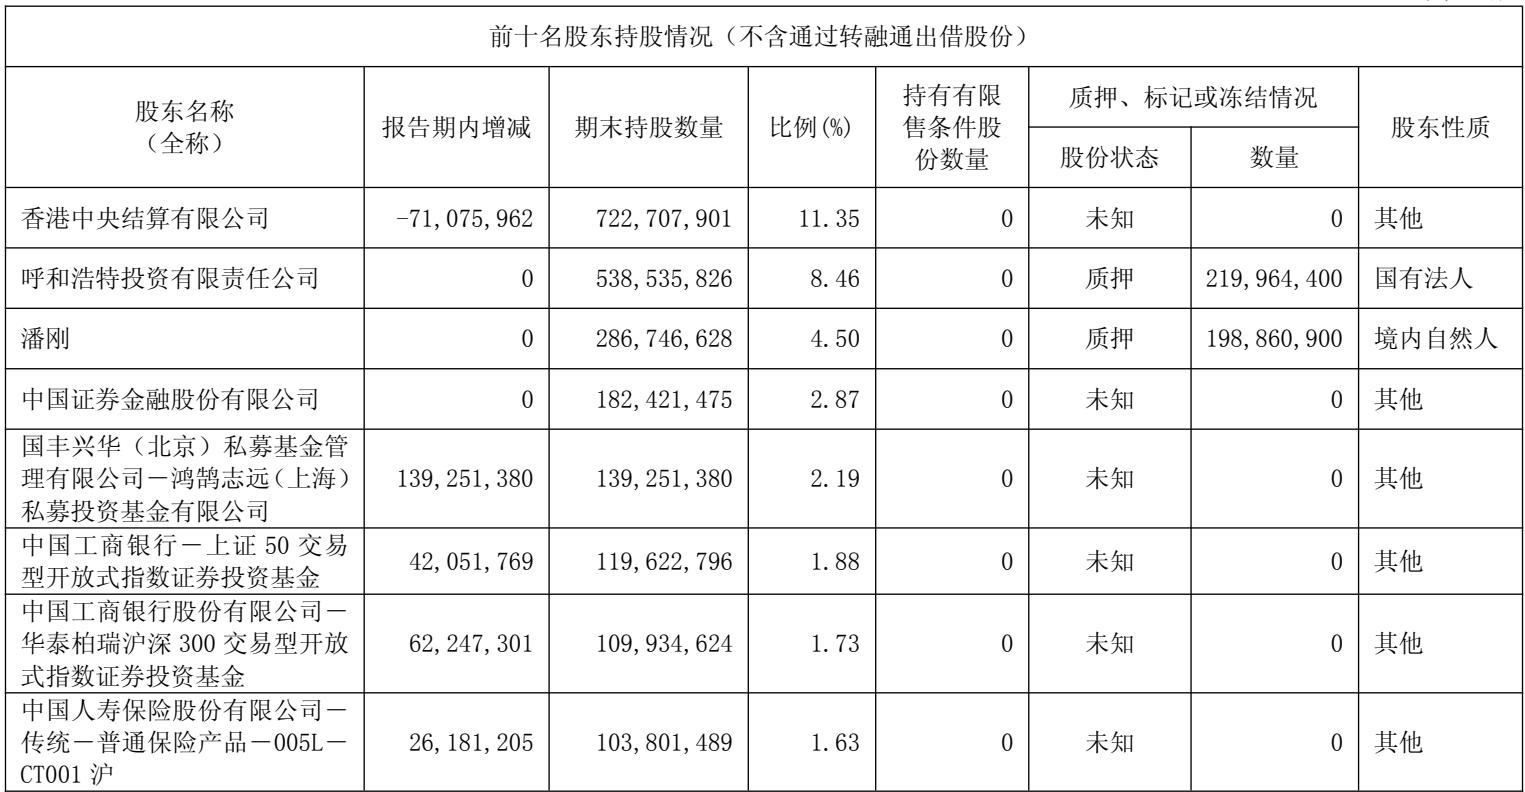 前十名股东持股情况（不含通过转融通出借股份）
股东名称
（全称）
报告期内增减
期末持股数量
比例(%)
持有有限
售条件股
份数量
质押、标记或冻结情况
股份状态
数量
股东性质
香港中央结算有限公司 -71,075,962 722,707,901 11.35 0 未知 0 其他
呼和浩特投资有限责任公司 0 538,535,826 8.46 0 质押 219,964,400 国有法人
潘刚 0 286,746,628 4.50 0 质押 198,860,900 境内自然人
中国证券金融股份有限公司 0 182,421,475 2.87 0 未知 0 其他
国丰兴华（北京）私募基金管
理有限公司－鸿鹄志远（上海）
私募投资基金有限公司
139,251,380 139,251,380 2.19 0 未知 0 其他
中国工商银行－上证 50 交易
型开放式指数证券投资基金
42,051,769 119,622,796 1.88 0 未知 0 其他
中国工商银行股份有限公司－
华泰柏瑞沪深 300 交易型开放
式指数证券投资基金
62,247,301 109,934,624 1.73 0 未知 0 其他
中国人寿保险股份有限公司－
传统－普通保险产品－005L－
CT001 沪
26,181,205 103,801,489 1.63 0 未知 0 其他